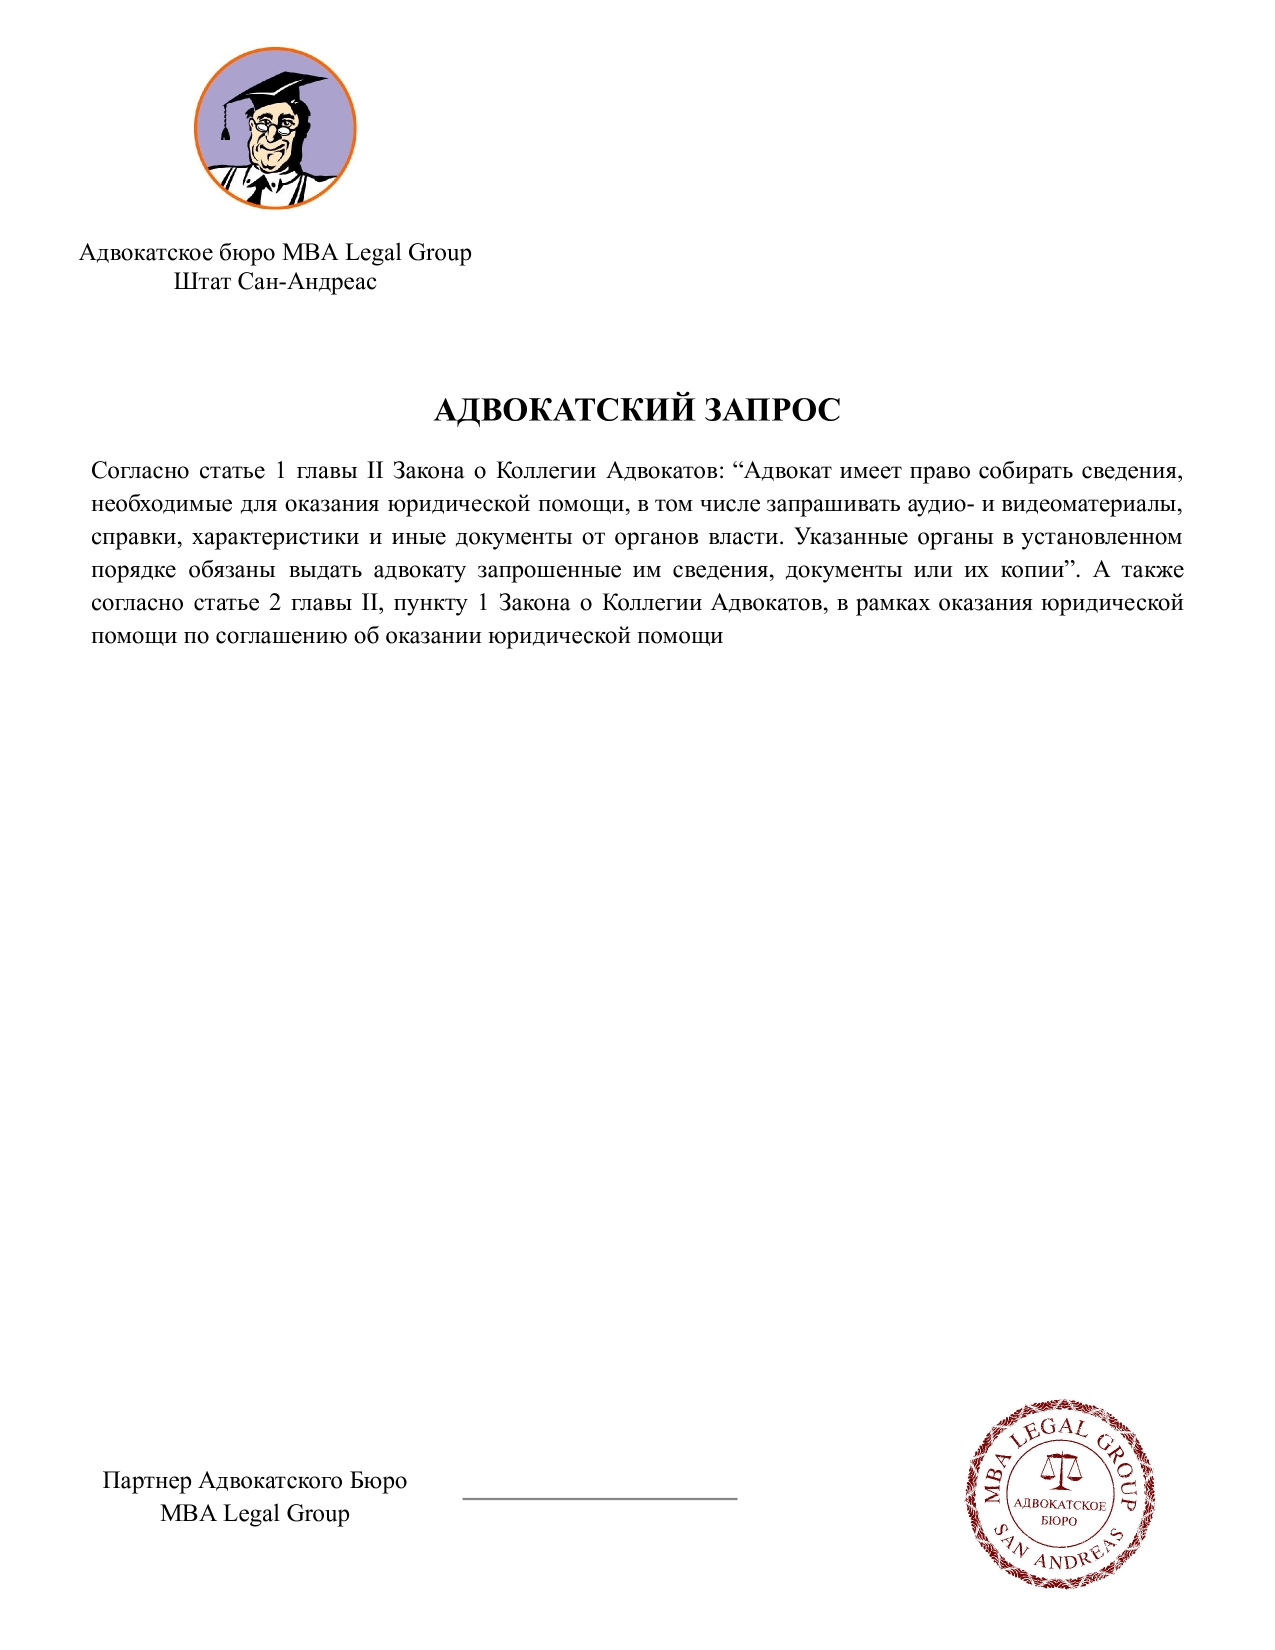 Адвокатское бюро MBA Legal Group
Штат Сан-Андреас
АДВОКАТСКИЙ ЗАПРОС
Согласно статье 1 главы II Закона о Коллегии Адвокатов: “Адвокат имеет право собирать сведения,
необходимые для оказания юридической помощи, в том числе запрашивать аудио- и видеоматериалы,
справки, характеристики и иные документы от органов власти. Указанные органы в установленном
порядке обязаны выдать адвокату запрошенные им сведения, документы или их копии”. А также
согласно статье 2 главы II, пункту 1 Закона о Коллегии Адвокатов, в рамках оказания юридической
помощи по соглашению об оказании юридической помощи
Партнер Адвокатского Бюро
MBA Legal Group
MBA LEGAL GROUP
АДВОКАТСКОЕ
БЮРО
SAN ANDREAS